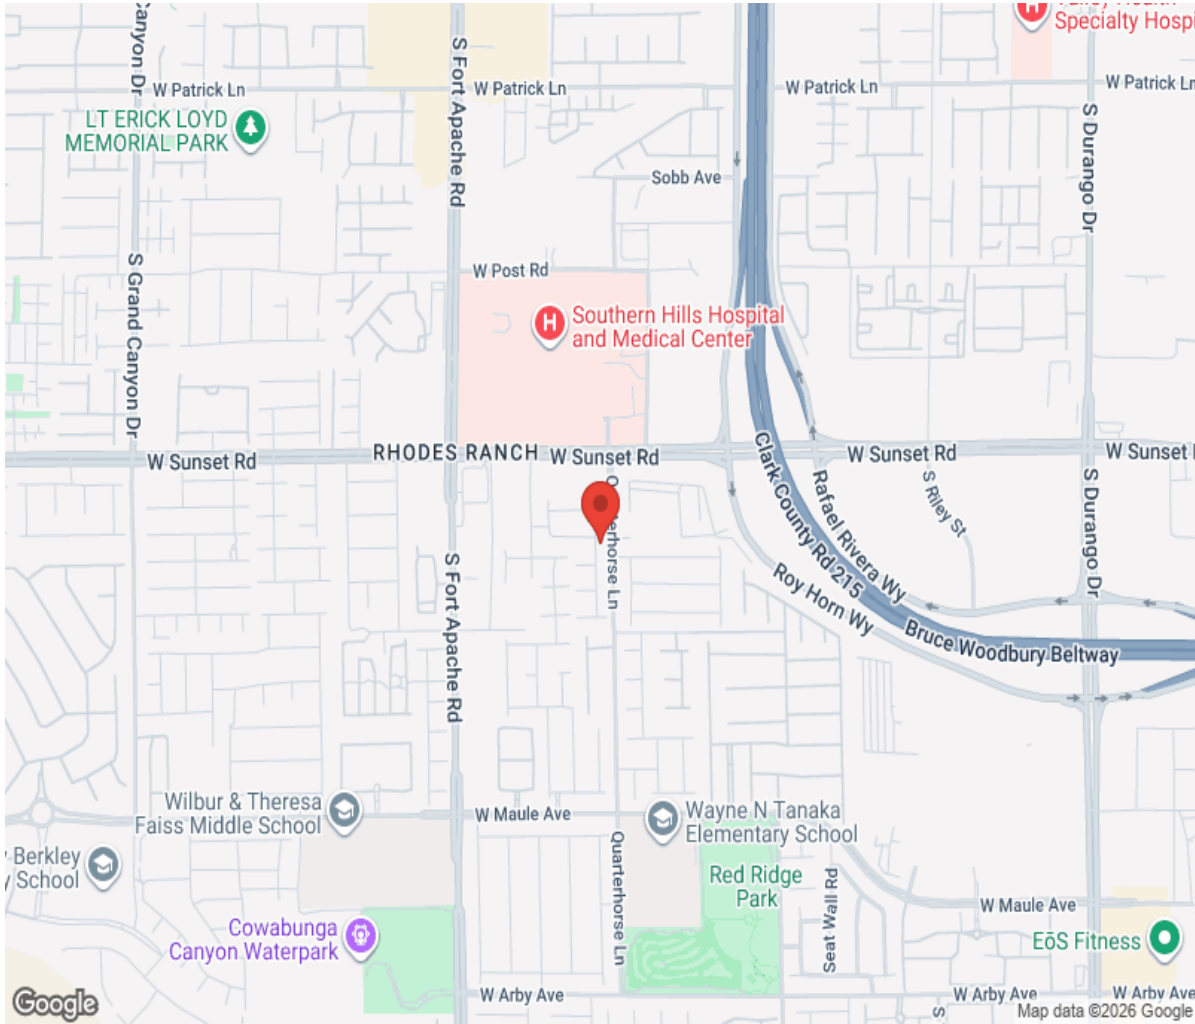 Canyon Dr
S Fort Apache Rd
Specialty Hospi
W Patrick Ln
W Patrick Ln
W Patrick Ln
W Patrick Ln
LT ERICK LOYD
MEMORIAL PARK
S Durango Dr
Sobb Ave
S Grand Canyon Dr
W Post Rd
Southern Hills Hospital
and Medical Center
RHODES RANCH
W Sunset Rd
W Sunset Rd
W Sunset Rd
W Sunset
Clark County Rd 215
Rafael Rivera Wy
S Riley St
S Durango Dr
erhorse Ln
S Fort Apache Rd
Roy Horn Wy
Bruce Woodbury Beltway
Wilbur & Theresa
Faiss Middle School
W Maule Ave
Wayne N Tanaka
Elementary School
Berkley
y School
Quarterhorse Ln
Red Ridge
Park
Seat Wall Rd
W Maule Ave
Cowabunga
Canyon Waterpark
EōS Fitness
W Arby Ave
W Arby Ave
W Arby Ave
S
Google
Map data ©2026 Google